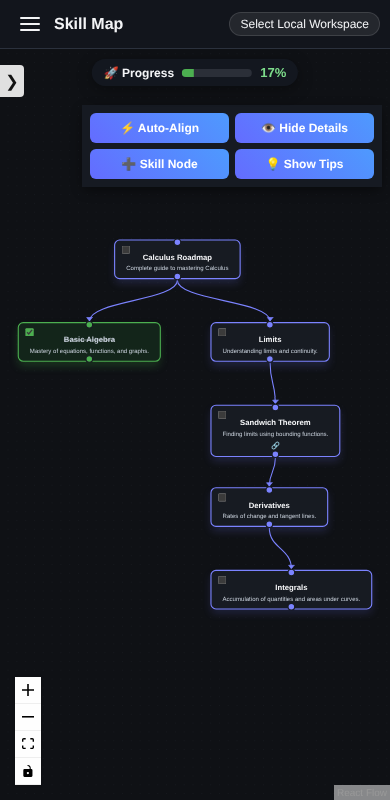 Skill Map
Select Local Workspace
🚀 Progress 17%
❯
⚡ Auto-Align
👁️ Hide Details
➕ Skill Node
💡 Show Tips
Calculus Roadmap
Complete guide to mastering Calculus
Basic Algebra
Mastery of equations, functions, and graphs.
Limits
Understanding limits and continuity.
Sandwich Theorem
Finding limits using bounding functions.
🔗
Derivatives
Rates of change and tangent lines.
Integrals
Accumulation of quantities and areas under curves.
React Flow